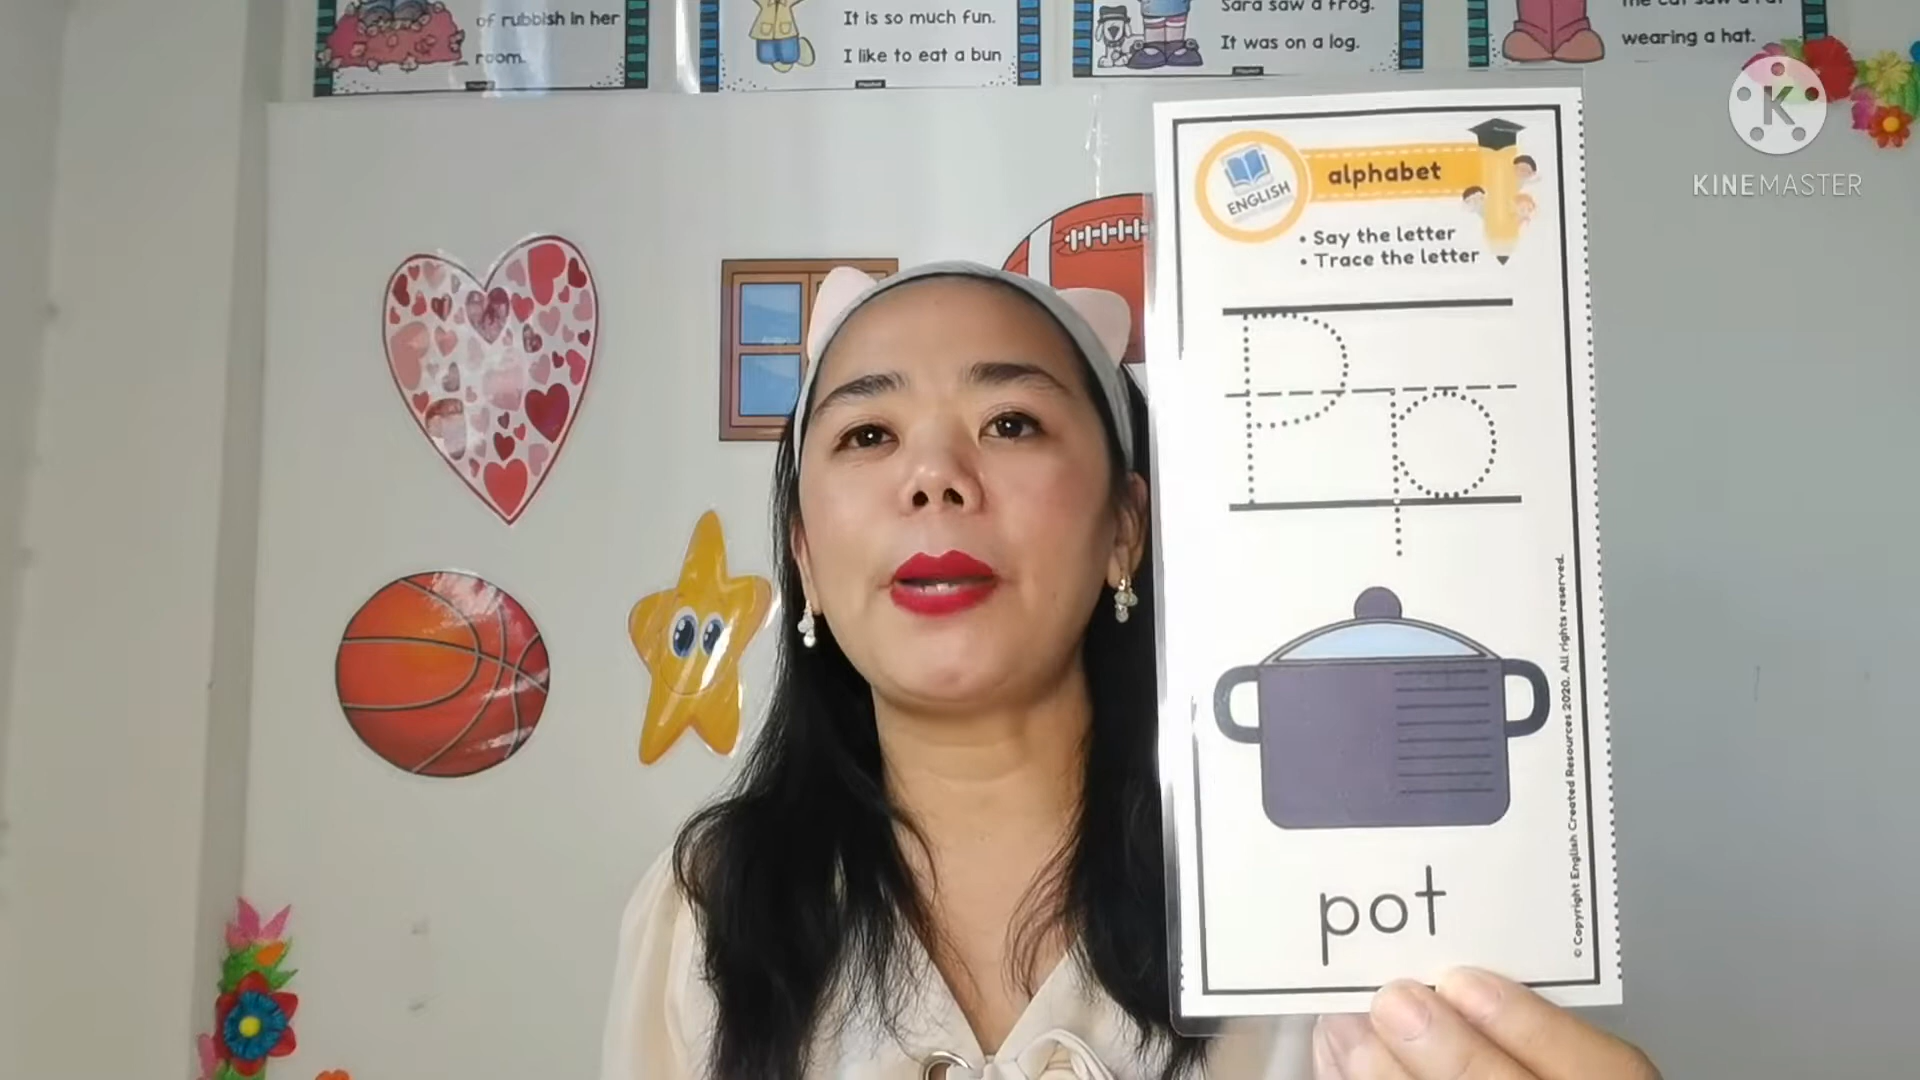 of rubbish in her
room.
It is so much fun.
I like to eat a bun
Sara saw a frog.
It was on a log.
wearing a hat.
K
KINEMASTER
ENGLISH
alphabet
• Say the letter
• Trace the letter
Pp
pot
© Copyright English Created Resources 2020. All rights reserved.